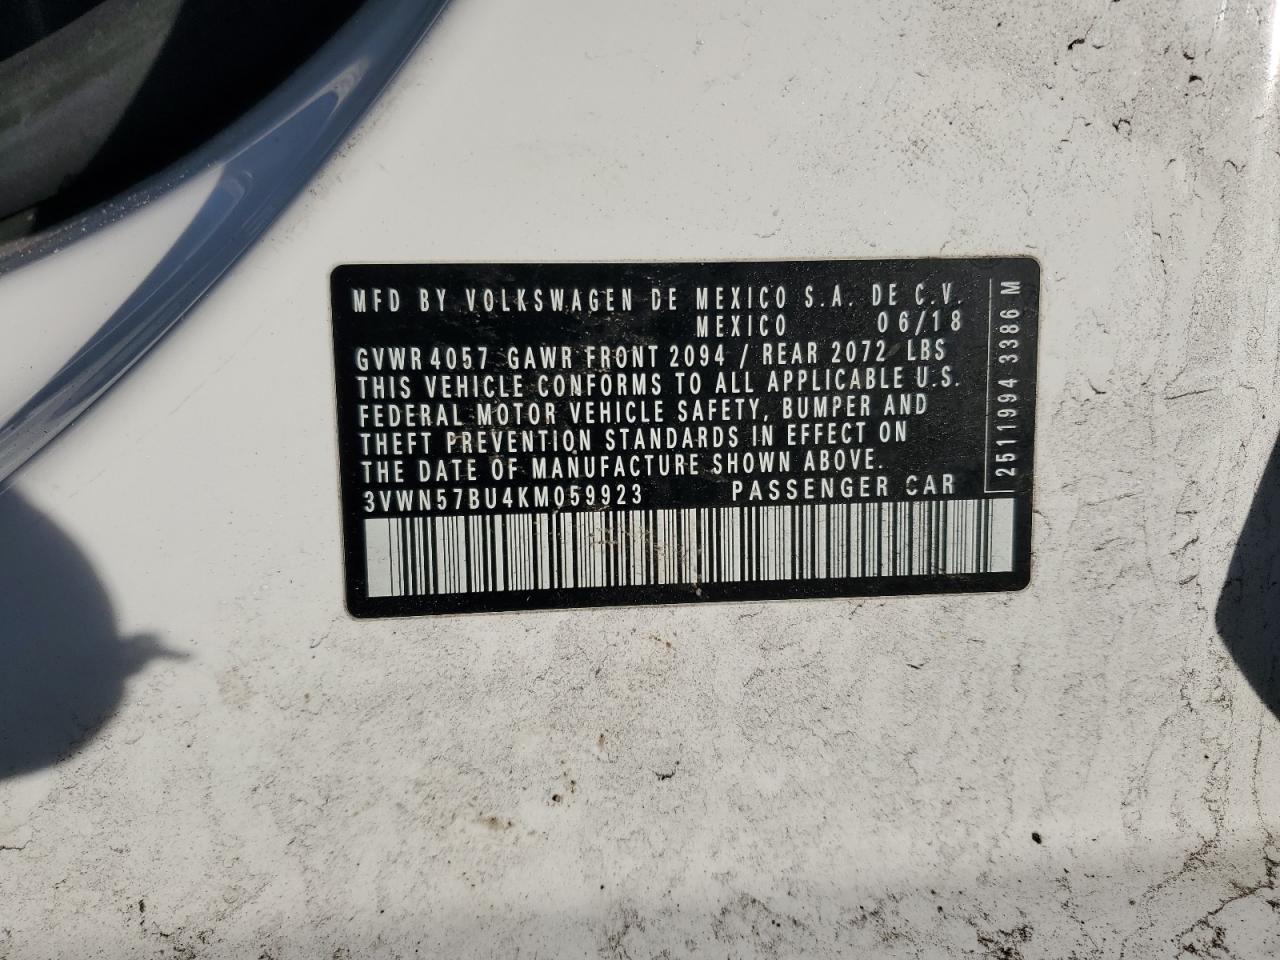 MFD BY VOLKSWAGEN DE MEXICO S.A. DE C.V.
MEXICO 06/18
GVWR 4057 GAWR FRONT 2094 / REAR 2072 LBS
THIS VEHICLE CONFORMS TO ALL APPLICABLE U.S.
FEDERAL MOTOR VEHICLE SAFETY, BUMPER AND
THEFT PREVENTION STANDARDS IN EFFECT ON
THE DATE OF MANUFACTURE SHOWN ABOVE.
3VWN57BU4KM059923 PASSENGER CAR
2511994 3386 M